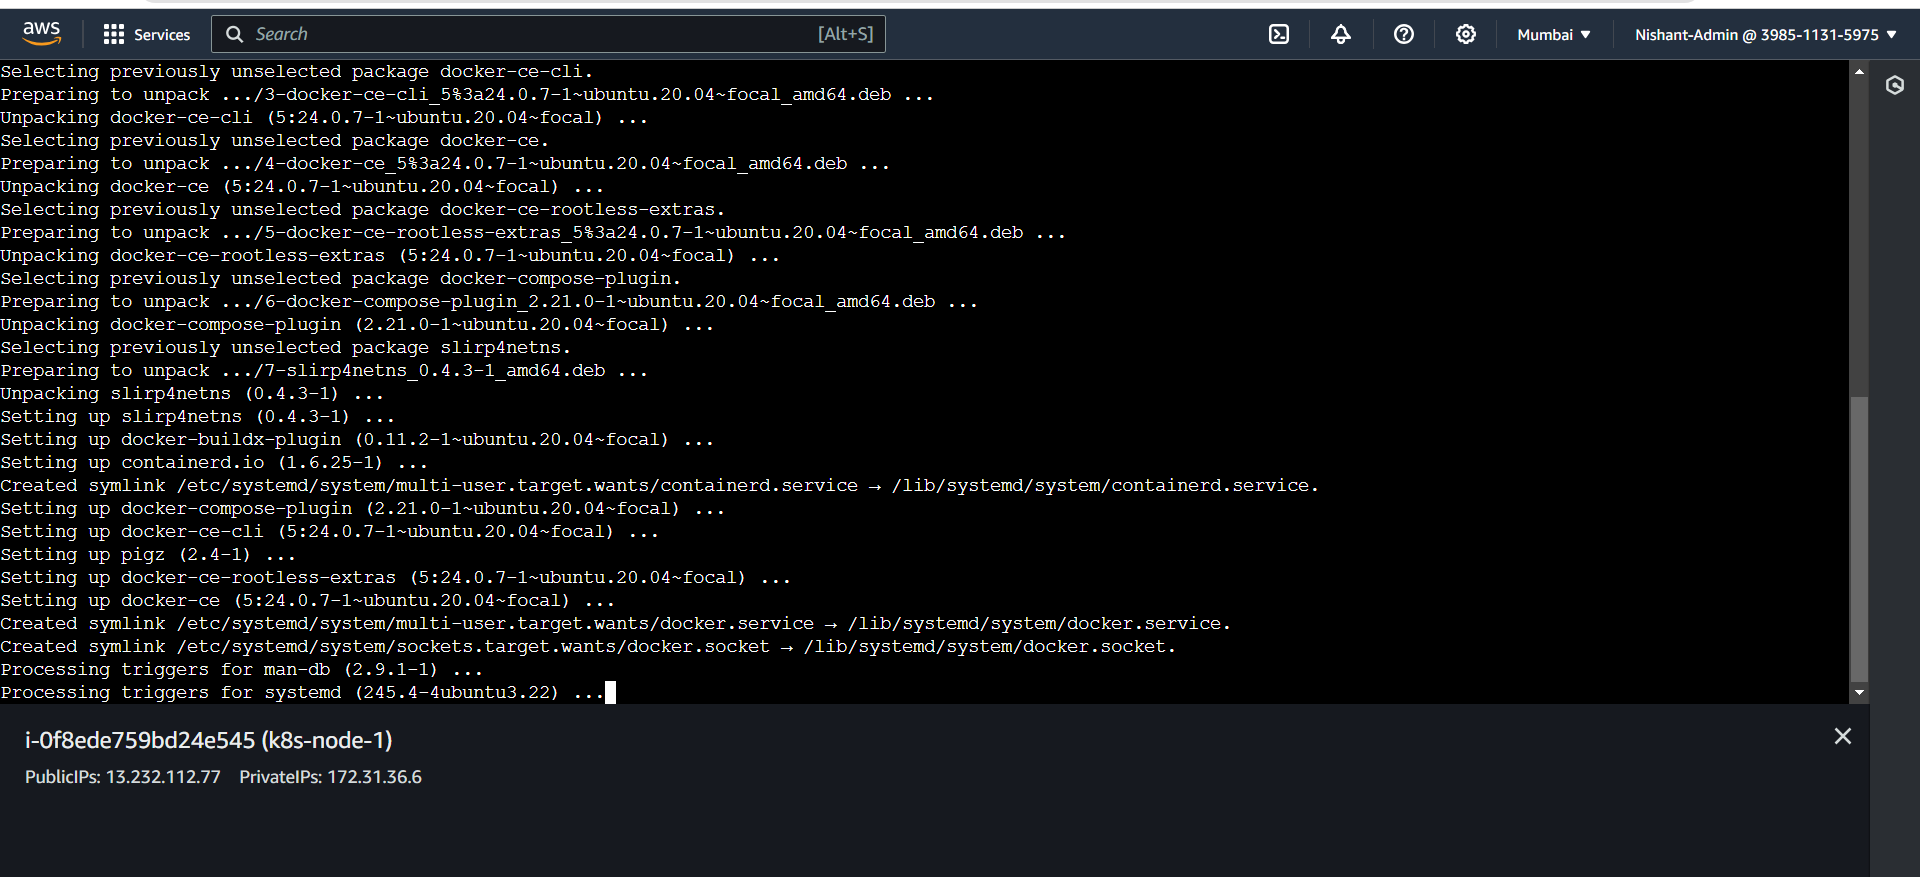 aws Services Search [Alt+S] Mumbai ▼ Nishant-Admin @ 3985-1131-5975 ▼
Selecting previously unselected package docker-ce-cli.
Preparing to unpack .../3-docker-ce-cli_5%3a24.0.7-1~ubuntu.20.04~focal_amd64.deb ...
Unpacking docker-ce-cli (5:24.0.7-1~ubuntu.20.04~focal) ...
Selecting previously unselected package docker-ce.
Preparing to unpack .../4-docker-ce_5%3a24.0.7-1~ubuntu.20.04~focal_amd64.deb ...
Unpacking docker-ce (5:24.0.7-1~ubuntu.20.04~focal) ...
Selecting previously unselected package docker-ce-rootless-extras.
Preparing to unpack .../5-docker-ce-rootless-extras_5%3a24.0.7-1~ubuntu.20.04~focal_amd64.deb ...
Unpacking docker-ce-rootless-extras (5:24.0.7-1~ubuntu.20.04~focal) ...
Selecting previously unselected package docker-compose-plugin.
Preparing to unpack .../6-docker-compose-plugin_2.21.0-1~ubuntu.20.04~focal_amd64.deb ...
Unpacking docker-compose-plugin (2.21.0-1~ubuntu.20.04~focal) ...
Selecting previously unselected package slirp4netns.
Preparing to unpack .../7-slirp4netns_0.4.3-1_amd64.deb ...
Unpacking slirp4netns (0.4.3-1) ...
Setting up slirp4netns (0.4.3-1) ...
Setting up docker-buildx-plugin (0.11.2-1~ubuntu.20.04~focal) ...
Setting up containerd.io (1.6.25-1) ...
Created symlink /etc/systemd/system/multi-user.target.wants/containerd.service → /lib/systemd/system/containerd.service.
Setting up docker-compose-plugin (2.21.0-1~ubuntu.20.04~focal) ...
Setting up docker-ce-cli (5:24.0.7-1~ubuntu.20.04~focal) ...
Setting up pigz (2.4-1) ...
Setting up docker-ce-rootless-extras (5:24.0.7-1~ubuntu.20.04~focal) ...
Setting up docker-ce (5:24.0.7-1~ubuntu.20.04~focal) ...
Created symlink /etc/systemd/system/multi-user.target.wants/docker.service → /lib/systemd/system/docker.service.
Created symlink /etc/systemd/system/sockets.target.wants/docker.socket → /lib/systemd/system/docker.socket.
Processing triggers for man-db (2.9.1-1) ...
Processing triggers for systemd (245.4-4ubuntu3.22) ...
i-0f8ede759bd24e545 (k8s-node-1)
PublicIPs: 13.232.112.77 PrivateIPs: 172.31.36.6